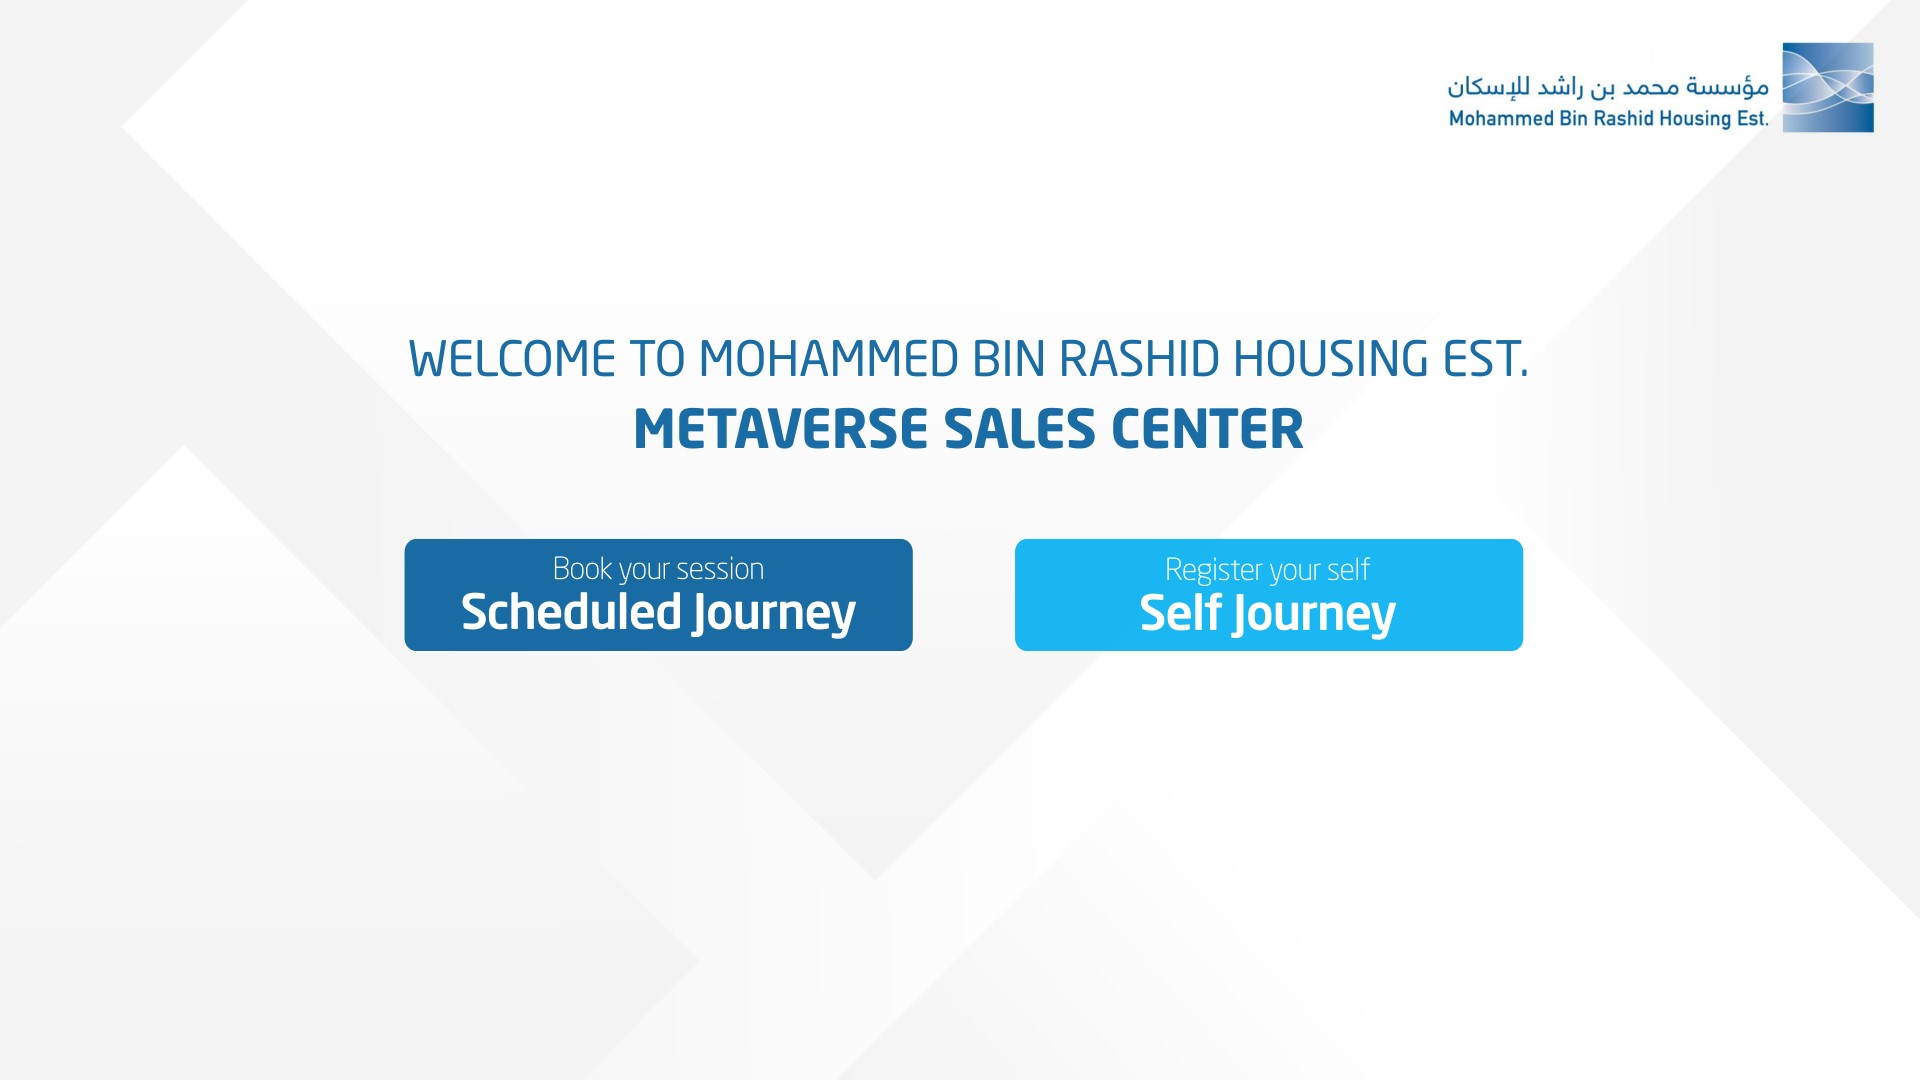 مؤسسة محمد بن راشد للإسكان
Mohammed Bin Rashid Housing Est.
WELCOME TO MOHAMMED BIN RASHID HOUSING EST.
METAVERSE SALES CENTER
Book your session
Scheduled Journey
Register your self
Self Journey